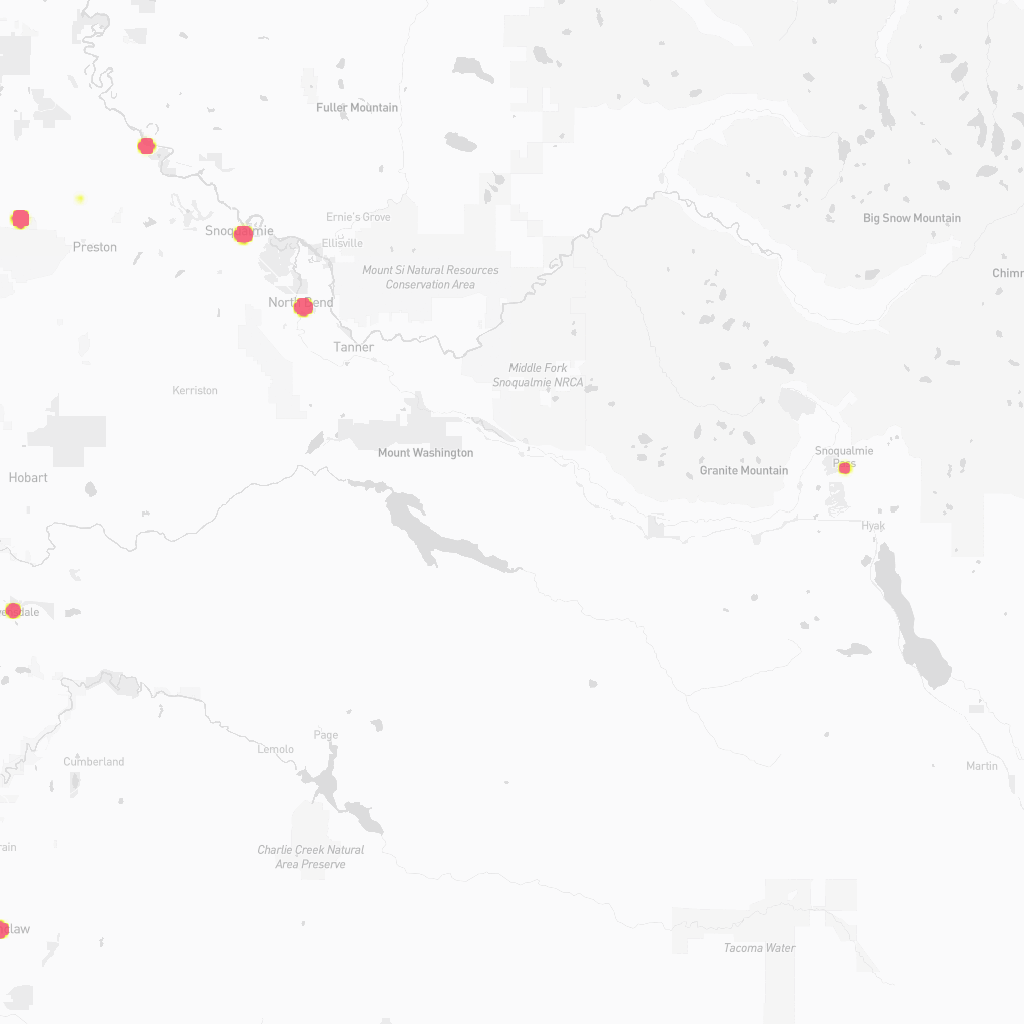 Fuller Mountain
Big Snow Mountain
Ernie's Grove
Snoqualmie
Ellisville
Preston
Mount Si Natural Resources
Conservation Area
Chimr
North Bend
Tanner
Middle Fork
Snoqualmie NRCA
Kerriston
Mount Washington
Snoqualmie
Pass
Granite Mountain
Hobart
Hyak
dale
Page
Lemolo
Cumberland
Martin
rain
Charlie Creek Natural
Area Preserve
law
Tacoma Water